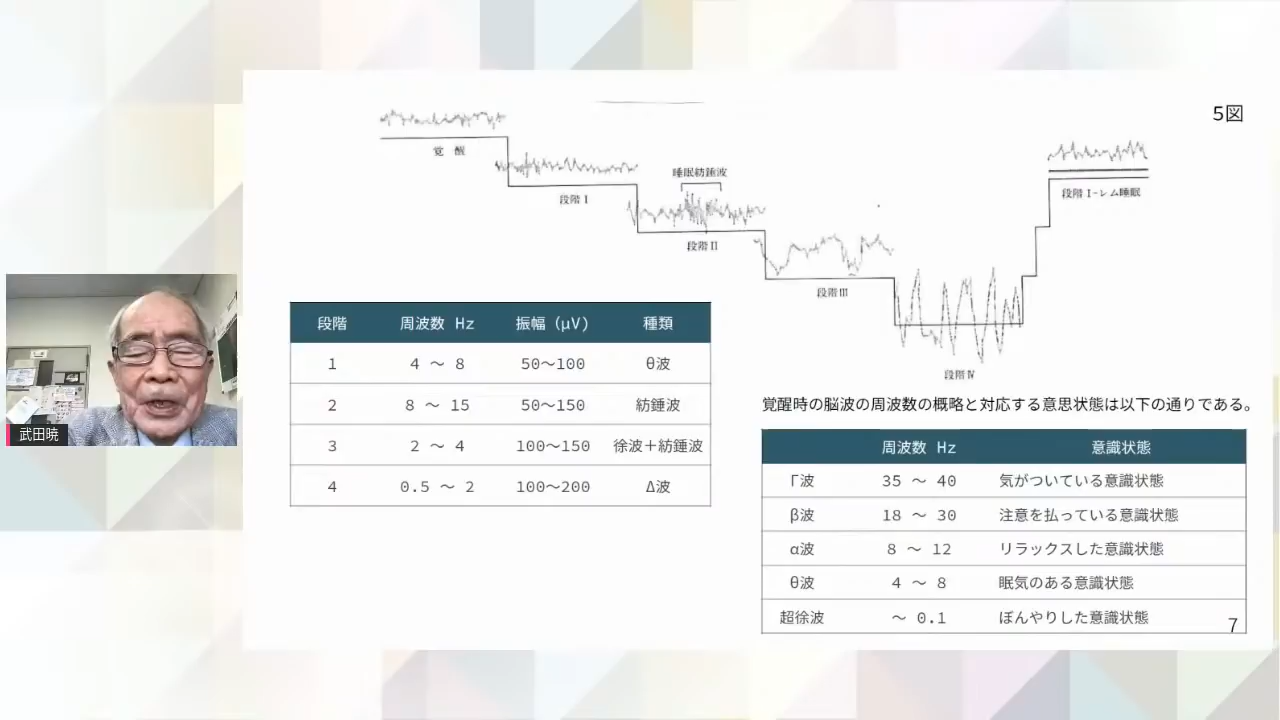 5図
覚醒
段階 I
睡眠紡錘波
段階 II
段階 III
段階 IV
段階 I-レム睡眠
段階 周波数 Hz 振幅 (μV) 種類
1 4 ～ 8 50～100 θ波
2 8 ～ 15 50～150 紡錘波
3 2 ～ 4 100～150 徐波＋紡錘波
4 0.5 ～ 2 100～200 Δ波
武田暁
覚醒時の脳波の周波数の概略と対応する意思状態は以下の通りである。
周波数 Hz 意識状態
Γ波 35 ～ 40 気がついている意識状態
β波 18 ～ 30 注意を払っている意識状態
α波 8 ～ 12 リラックスした意識状態
θ波 4 ～ 8 眠気のある意識状態
超徐波 ～ 0.1 ぼんやりした意識状態
7